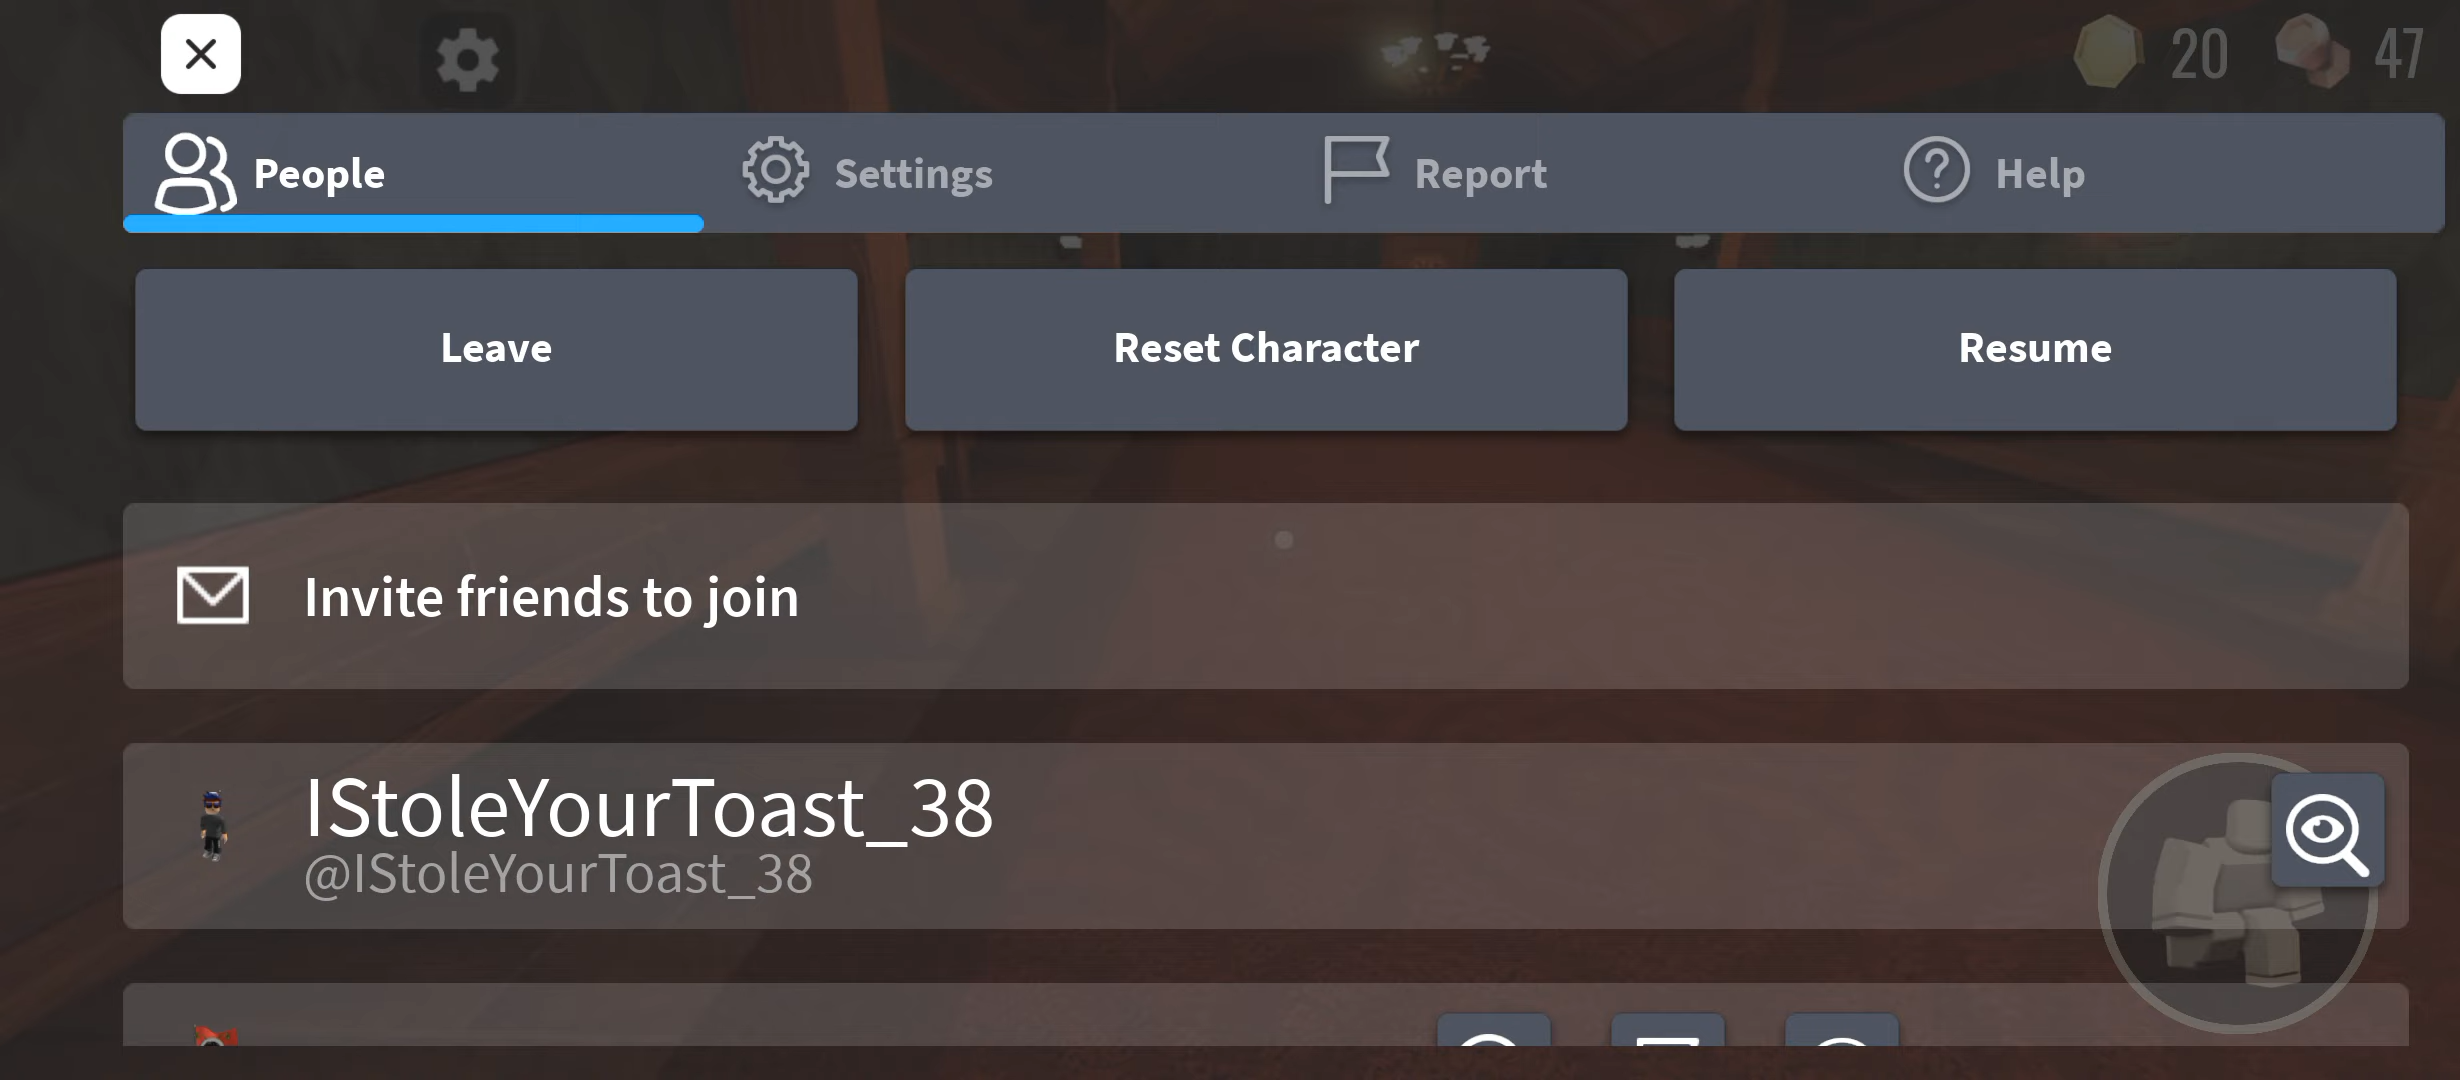 20 47
People Settings Report Help
Leave Reset Character Resume
Invite friends to join
IStoleYourToast_38
@IStoleYourToast_38